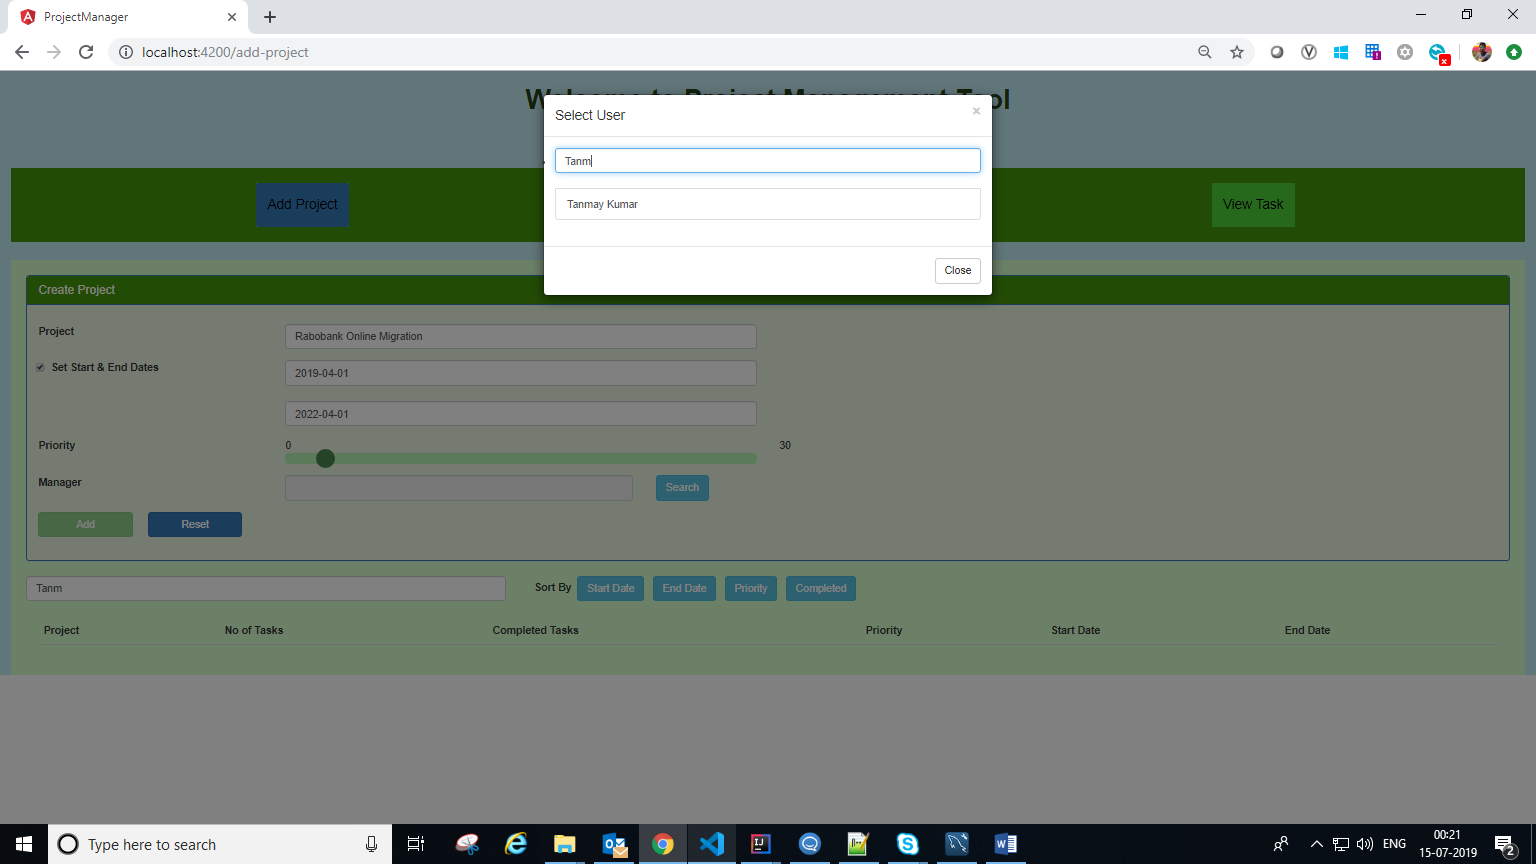 ProjectManager
localhost:4200/add-project
Select User
Tanm
Tanmay Kumar
Close
Add Project
View Task
Create Project
Project
Rabobank Online Migration
Set Start & End Dates
2019-04-01
2022-04-01
Priority
0
30
Manager
Search
Add
Reset
Tanm
Sort By
Start Date
End Date
Priority
Completed
Project No of Tasks Completed Tasks Priority Start Date End Date
Type here to search
ENG
00:21
15-07-2019
2